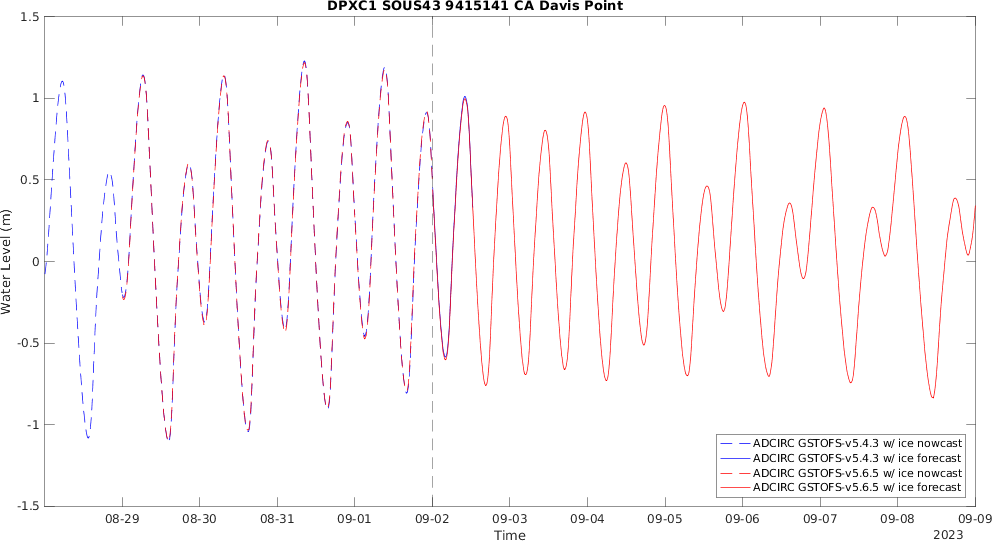 DPXC1 SOUS43 9415141 CA Davis Point
1.5
1
0.5
0
-0.5
-1
-1.5
Water Level (m)
08-29 08-30 08-31 09-01 09-02 09-03 09-04 09-05 09-06 09-07 09-08 09-09
Time
2023
ADCIRC GSTOFS-v5.4.3 w/ ice nowcast
ADCIRC GSTOFS-v5.4.3 w/ ice forecast
ADCIRC GSTOFS-v5.6.5 w/ ice nowcast
ADCIRC GSTOFS-v5.6.5 w/ ice forecast